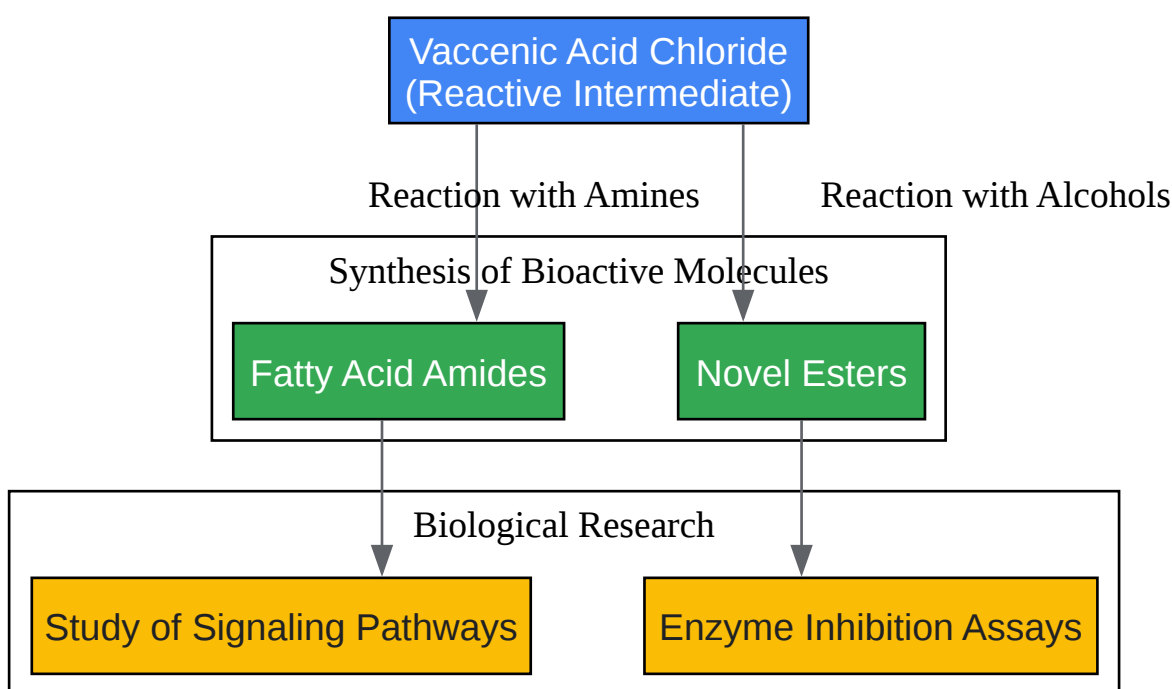 Vaccenic Acid Chloride
(Reactive Intermediate)
Reaction with Amines
Reaction with Alcohols
Synthesis of Bioactive Molecules
Fatty Acid Amides
Novel Esters
Biological Research
Study of Signaling Pathways
Enzyme Inhibition Assays